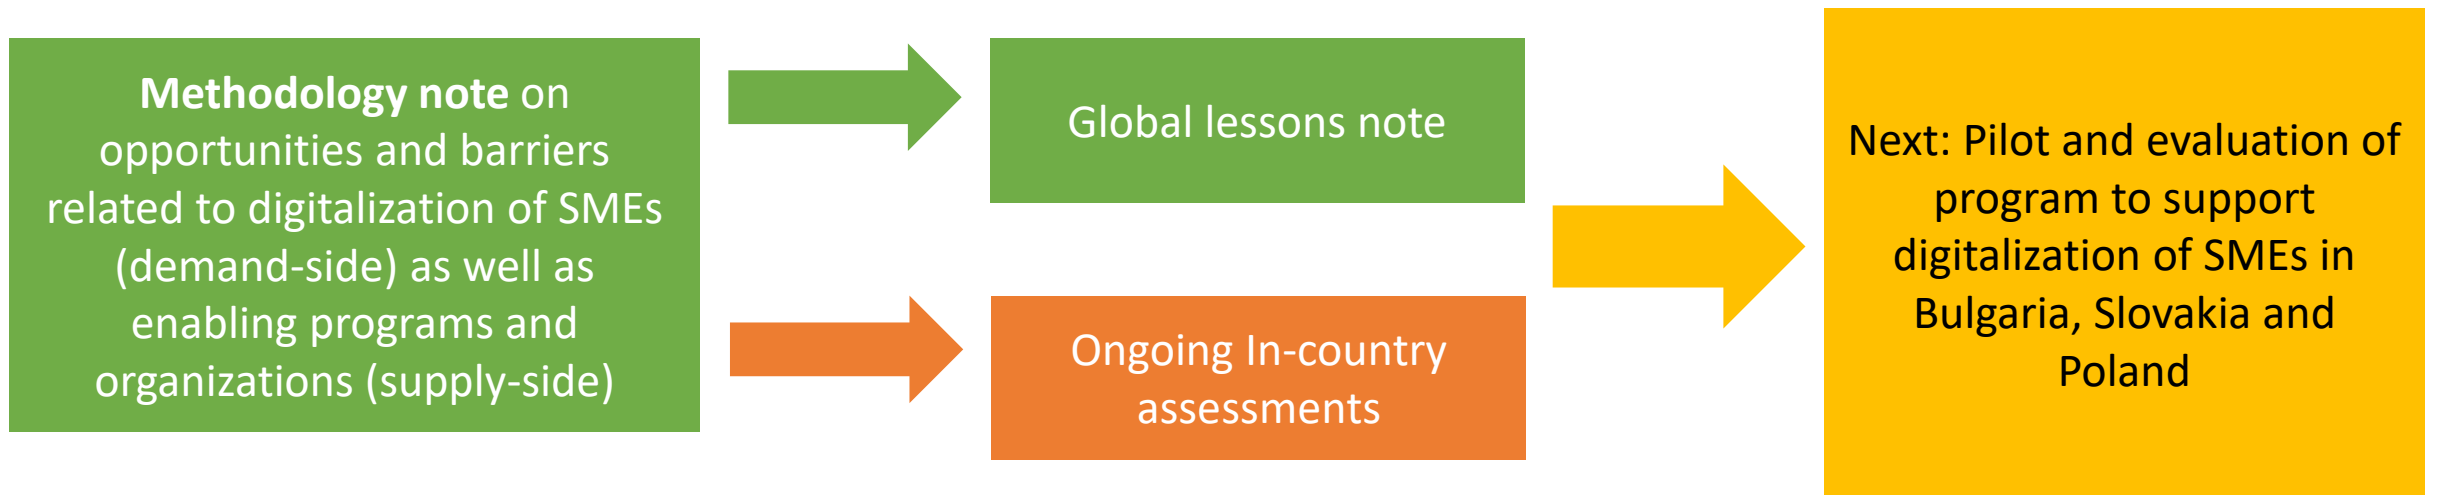 Methodology note on
opportunities and barriers
related to digitalization of SMEs
(demand-side) as well as
enabling programs and
organizations (supply-side)
Global lessons note
Ongoing In-country
assessments
Next: Pilot and evaluation of
program to support
digitalization of SMEs in
Bulgaria, Slovakia and
Poland